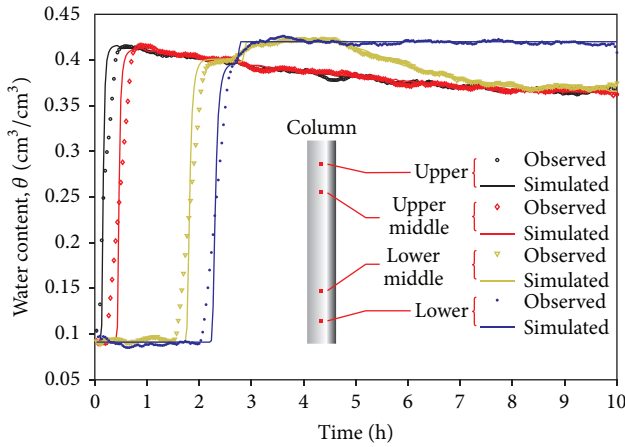 0.45
0.4
0.35
0.3
0.25
0.2
0.15
0.1
0.05
Water content, θ (cm³/cm³)
0 1 2 3 4 5 6 7 8 9 10
Time (h)
Column
Upper
Observed
Simulated
Upper
middle
Observed
Simulated
Lower
middle
Observed
Simulated
Lower
Observed
Simulated